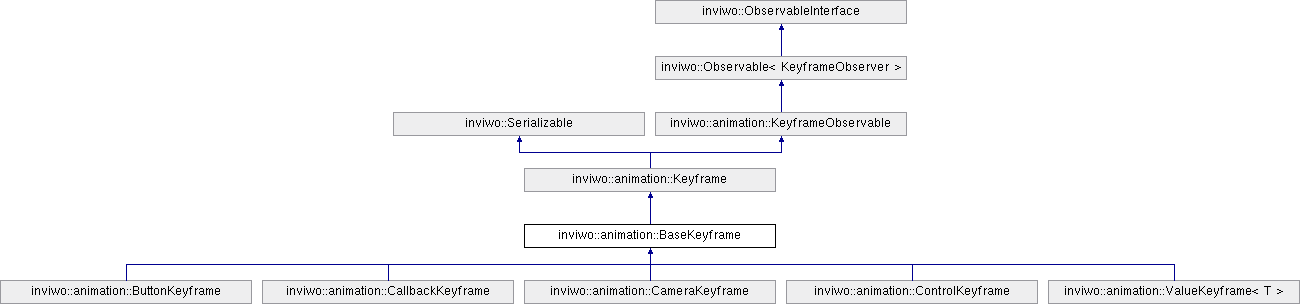 inviwo::ObservableInterface
inviwo::Observable< KeyframeObserver >
inviwo::Serializable
inviwo::animation::KeyframeObservable
inviwo::animation::Keyframe
inviwo::animation::BaseKeyframe
inviwo::animation::ButtonKeyframe
inviwo::animation::CallbackKeyframe
inviwo::animation::CameraKeyframe
inviwo::animation::ControlKeyframe
inviwo::animation::ValueKeyframe< T >